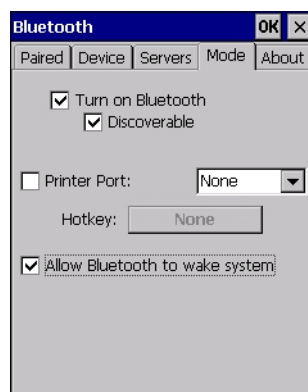 Bluetooth OK ×
Paired Device Servers Mode About
Turn on Bluetooth
Discoverable
Printer Port: None
Hotkey: None
Allow Bluetooth to wake system